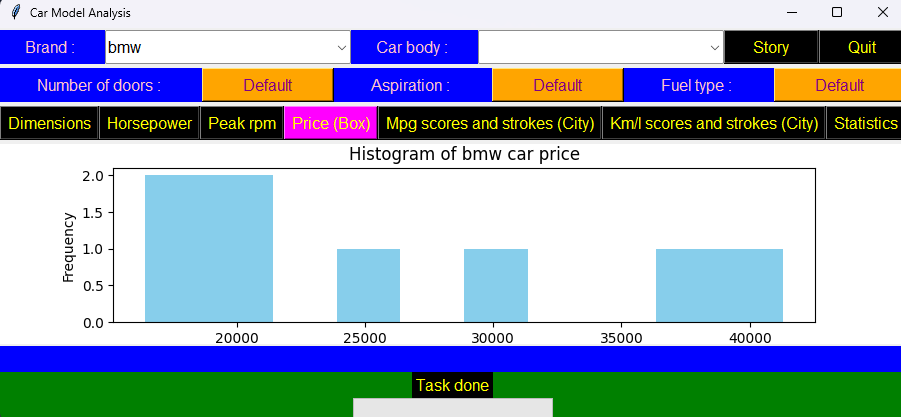 Car Model Analysis
Brand : bmw Car body : Story Quit
Number of doors : Default Aspiration : Default Fuel type : Default
Dimensions Horsepower Peak rpm Price (Box) Mpg scores and strokes (City) Km/l scores and strokes (City) Statistics
Histogram of bmw car price
Frequency
2.0
1.5
1.0
0.5
0.0
20000 25000 30000 35000 40000
Task done